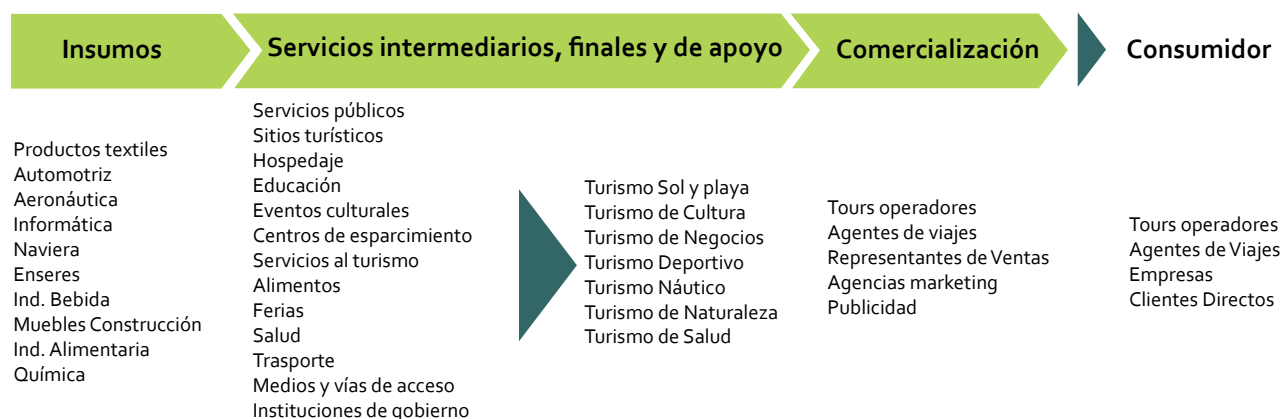 Insumos
Servicios intermediarios, finales y de apoyo
Comercialización
Consumidor
Productos textiles
Automotriz
Aeronáutica
Informática
Naviera
Enseres
Ind. Bebida
Muebles Construcción
Ind. Alimentaria
Química
Servicios públicos
Sitios turísticos
Hospedaje
Educación
Eventos culturales
Centros de esparcimiento
Servicios al turismo
Alimentos
Ferias
Salud
Trasporte
Medios y vías de acceso
Instituciones de gobierno
Turismo Sol y playa
Turismo de Cultura
Turismo de Negocios
Turismo Deportivo
Turismo Náutico
Turismo de Naturaleza
Turismo de Salud
Tours operadores
Agentes de viajes
Representantes de Ventas
Agencias marketing
Publicidad
Tours operadores
Agentes de Viajes
Empresas
Clientes Directos